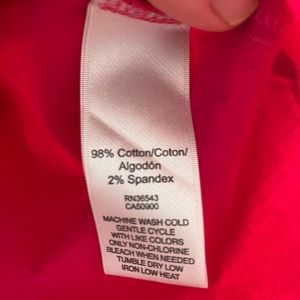 98% Cotton/Coton/
Algodón
2% Spandex
RN36543
CA50900
MACHINE WASH COLD
GENTLE CYCLE
WITH LIKE COLORS
ONLY NON-CHLORINE
BLEACH WHEN NEEDED
TUMBLE DRY LOW
IRON LOW HEAT